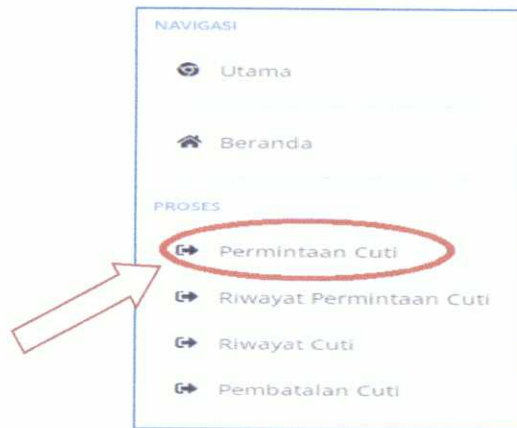 NAVIGASI
Utama
Beranda
PROSES
Permintaan Cuti
Riwayat Permintaan Cuti
Riwayat Cuti
Pembatalan Cuti